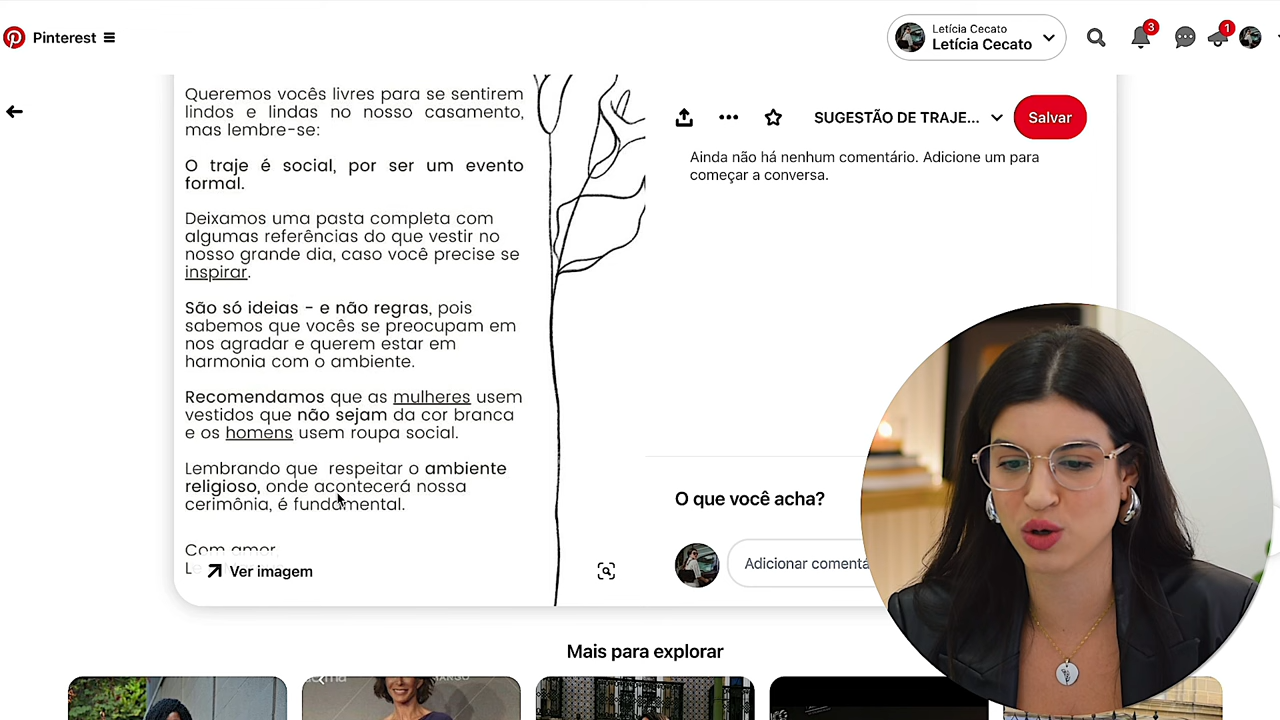 Pinterest
Letícia Cecato
Letícia Cecato
3
1
Queremos vocês livres para se sentirem
lindos e lindas no nosso casamento,
mas lembre-se:
O traje é social, por ser um evento
formal.
Deixamos uma pasta completa com
algumas referências do que vestir no
nosso grande dia, caso você precise se
inspirar.
São só ideias - e não regras, pois
sabemos que vocês se preocupam em
nos agradar e querem estar em
harmonia com o ambiente.
Recomendamos que as mulheres usem
vestidos que não sejam da cor branca
e os homens usem roupa social.
Lembrando que respeitar o ambiente
religioso, onde acontecerá nossa
cerimônia, é fundamental.
Com amor
Ver imagem
SUGESTÃO DE TRAJE...
Salvar
Ainda não há nenhum comentário. Adicione um para
começar a conversa.
O que você acha?
Adicionar comenta
Mais para explorar